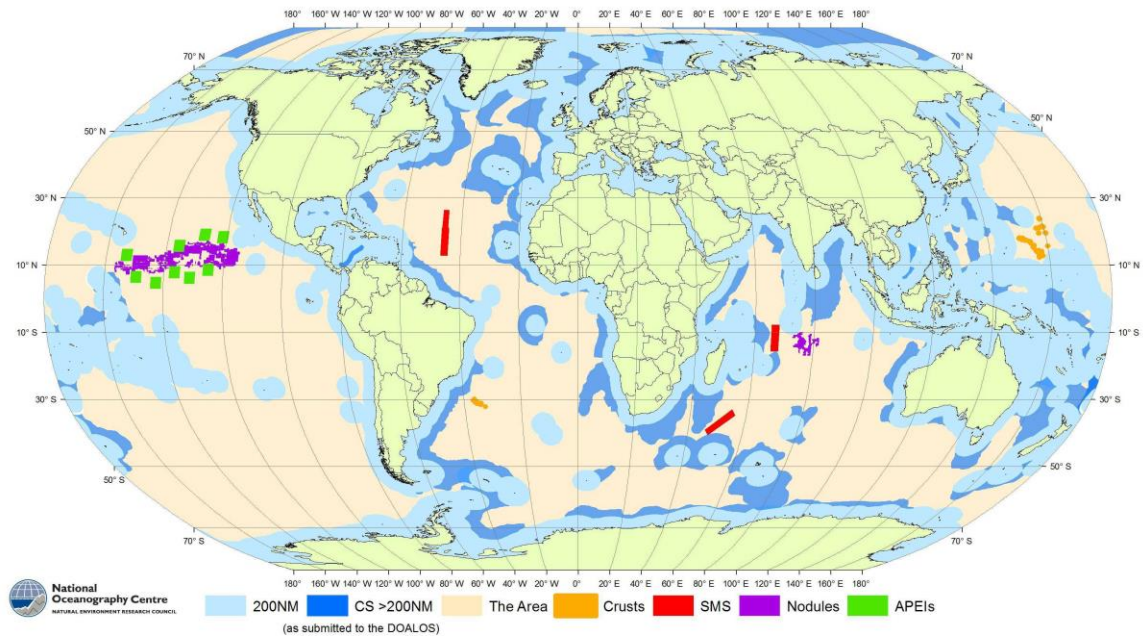 180° 160° W 140° W 120° W 100° W 80° W 60° W 40° W 20° W 0° 20° E 40° E 60° E 80° E 100° E 120° E 140° E 160° E 180°
70° N 70° N
50° N 50° N
30° N 30° N
10° N 10° N
10° S 10° S
30° S 30° S
50° S 50° S
70° S 70° S
180° 160° W 140° W 120° W 100° W 80° W 60° W 40° W 20° W 0° 20° E 40° E 60° E 80° E 100° E 120° E 140° E 160° E 180°
National
Oceanography Centre
NATURAL ENVIRONMENT RESEARCH COUNCIL
200NM CS >200NM The Area Crusts SMS Nodules APEIs
(as submitted to the DOALOS)